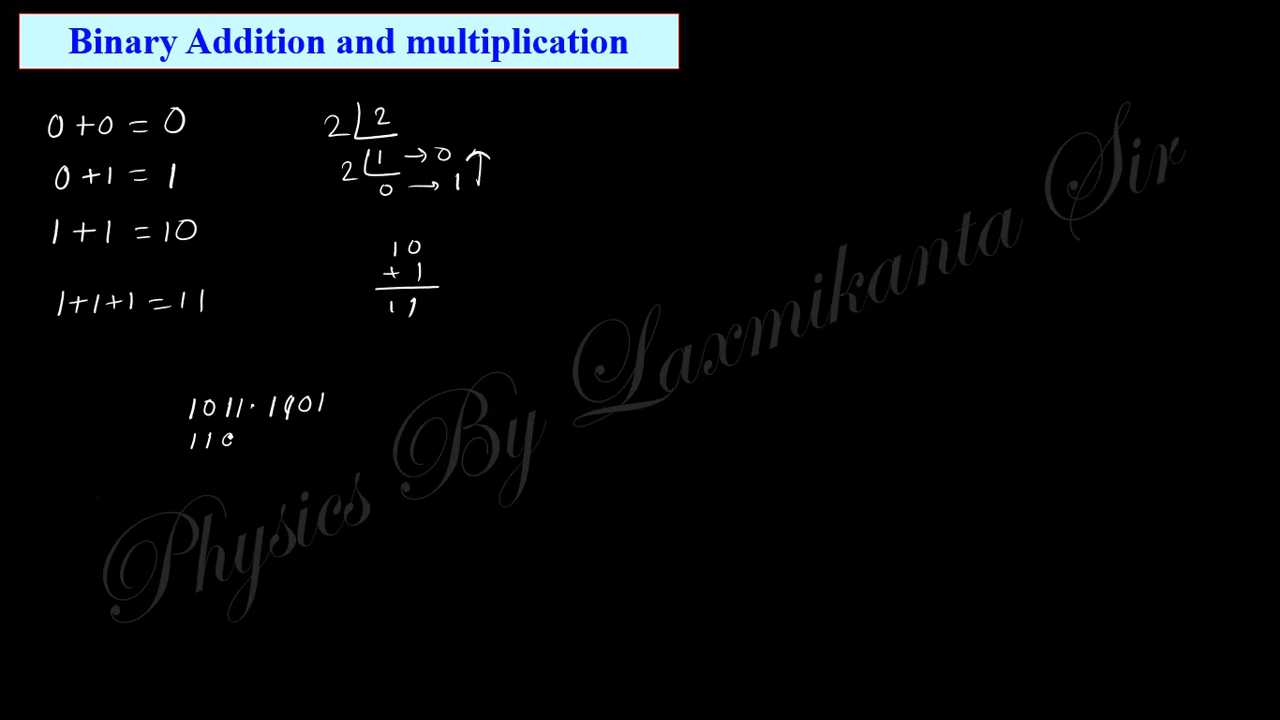 Binary Addition and multiplication
0 + 0 = 0
0 + 1 = 1
1 + 1 = 10
1 + 1 + 1 = 11
2 2
2 1 → 0 ↑
0 → 1
10
+ 1
11
1011.1001
110
Physics By Laxmikanta Sir